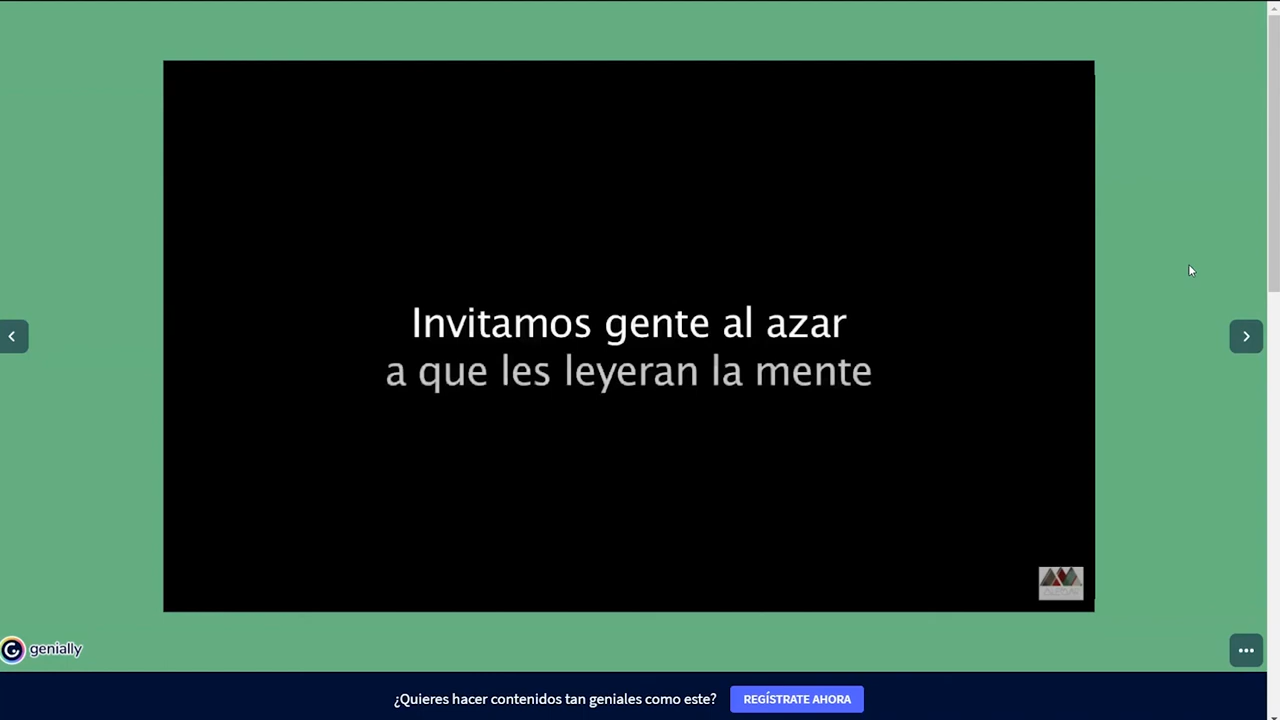 Invitamos gente al azar
a que les leyeran la mente
genially
¿Quieres hacer contenidos tan geniales como este?
REGÍSTRATE AHORA